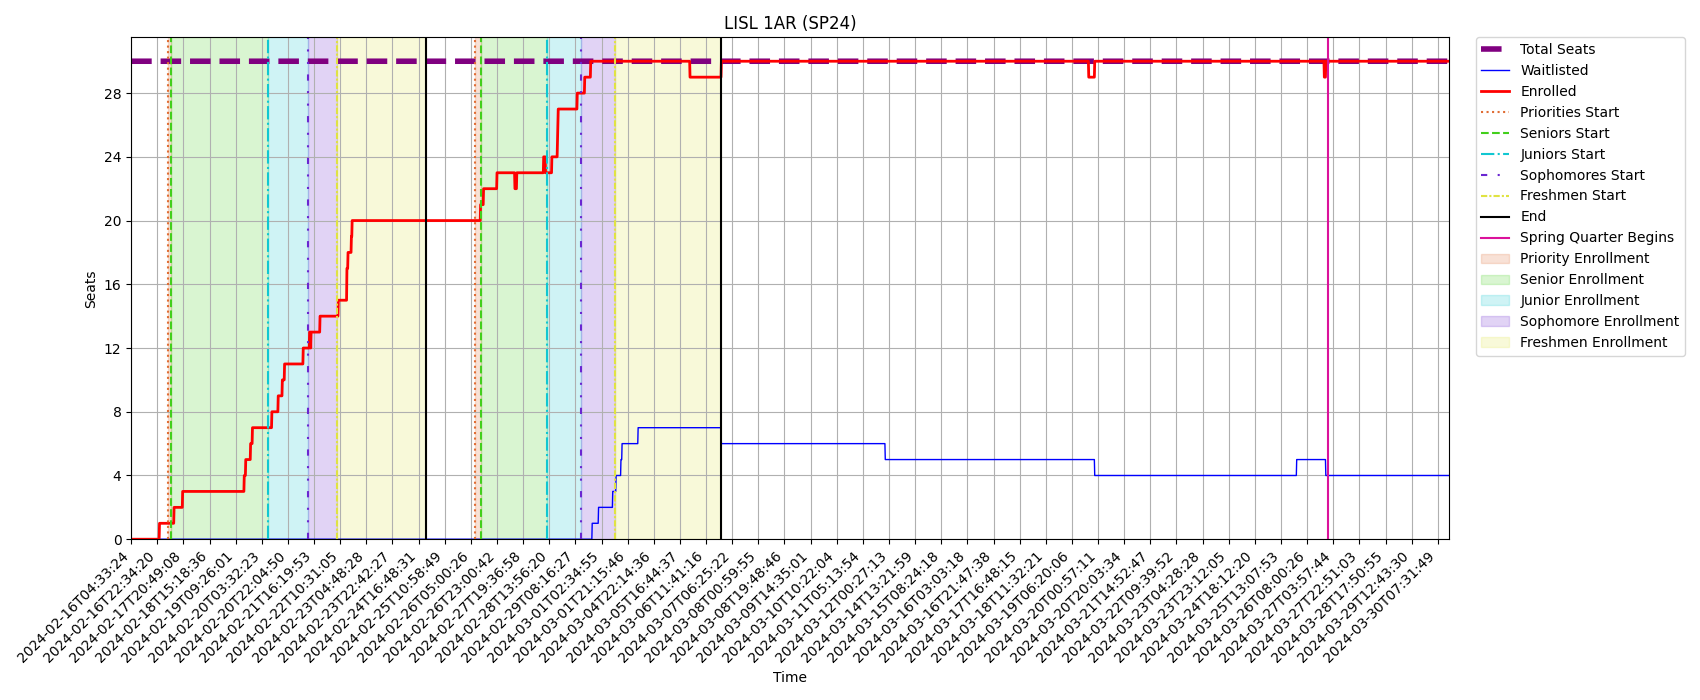 LISL 1AR (SP24)
Seats
28
24
20
16
12
8
4
0
2024-02-16T04:33:24
2024-02-16T22:34:20
2024-02-17T20:49:08
2024-02-18T15:18:36
2024-02-19T09:26:01
2024-02-20T03:32:23
2024-02-20T22:04:50
2024-02-21T16:19:53
2024-02-22T10:31:05
2024-02-23T04:48:28
2024-02-23T22:42:27
2024-02-24T16:48:31
2024-02-25T10:58:49
2024-02-26T05:00:26
2024-02-26T23:00:42
2024-02-27T19:36:58
2024-02-28T13:56:20
2024-02-29T08:16:27
2024-03-01T02:34:55
2024-03-01T21:15:46
2024-03-04T22:14:36
2024-03-05T16:44:37
2024-03-06T11:41:16
2024-03-07T06:25:22
2024-03-08T00:59:55
2024-03-08T19:48:46
2024-03-09T14:35:01
2024-03-10T10:22:04
2024-03-11T05:13:54
2024-03-12T00:27:13
2024-03-14T13:21:59
2024-03-15T08:24:18
2024-03-16T03:03:18
2024-03-16T21:47:38
2024-03-17T16:48:15
2024-03-18T11:32:21
2024-03-19T06:20:06
2024-03-20T00:57:11
2024-03-20T20:03:34
2024-03-21T14:52:47
2024-03-22T09:39:52
2024-03-23T04:28:28
2024-03-23T23:12:05
2024-03-24T18:12:20
2024-03-25T13:07:53
2024-03-26T08:00:26
2024-03-27T03:57:44
2024-03-27T22:51:03
2024-03-28T17:50:55
2024-03-29T12:43:30
2024-03-30T07:31:49
Time
Total Seats
Waitlisted
Enrolled
Priorities Start
Seniors Start
Juniors Start
Sophomores Start
Freshmen Start
End
Spring Quarter Begins
Priority Enrollment
Senior Enrollment
Junior Enrollment
Sophomore Enrollment
Freshmen Enrollment